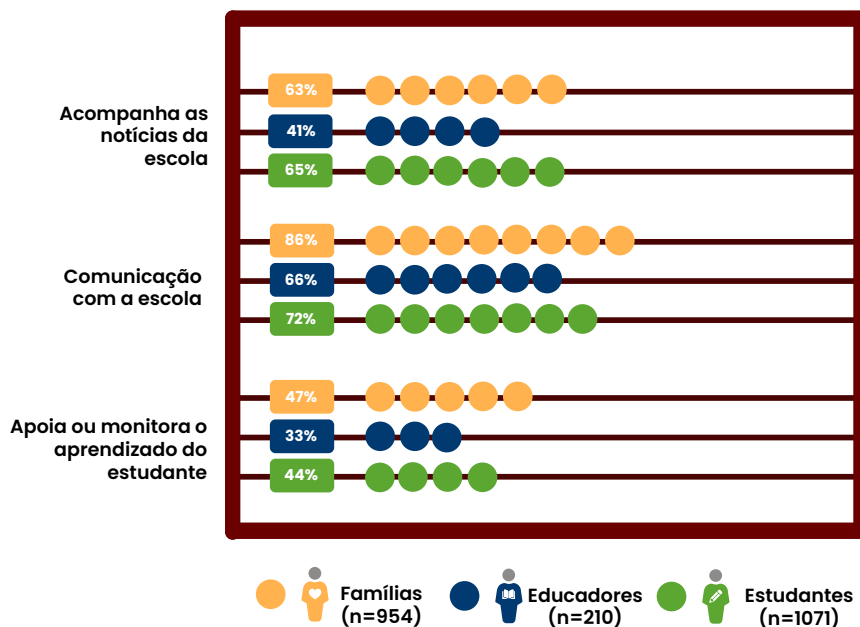 63%
Acompanha as
notícias da
escola
41%
65%
86%
Comunicação
com a escola
66%
72%
47%
Apoia ou monitora o
aprendizado do
estudante
33%
44%
Famílias
(n=954)
Educadores
(n=210)
Estudantes
(n=1071)